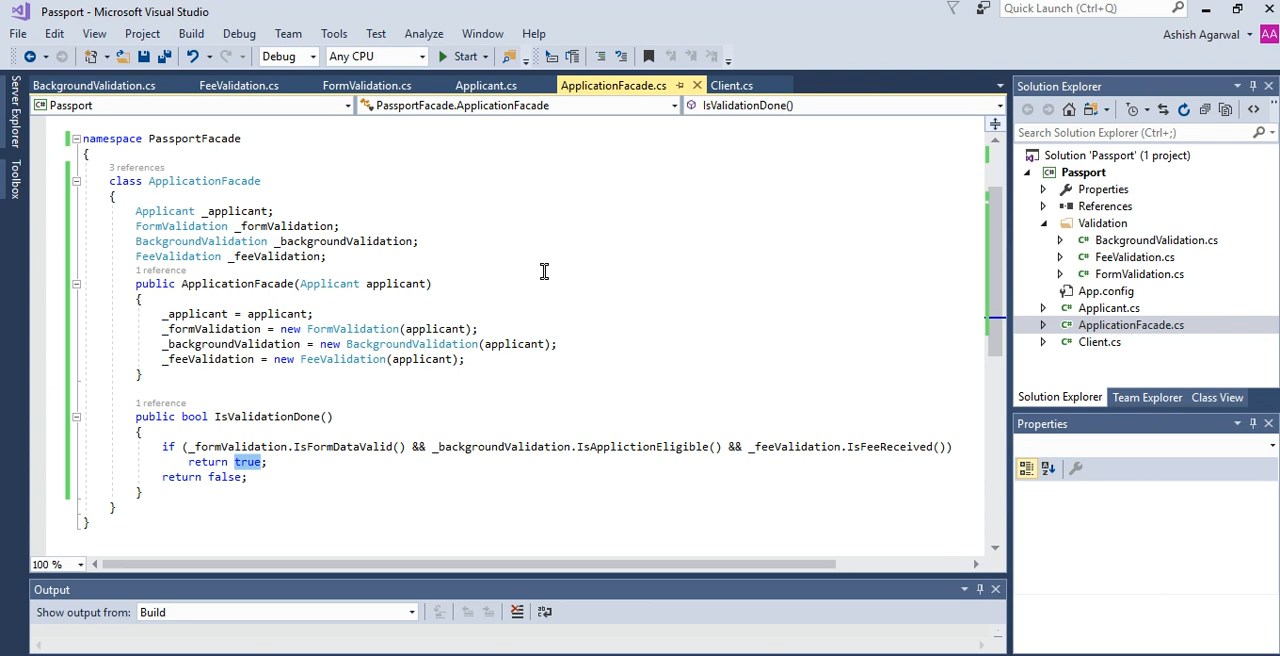 Passport - Microsoft Visual Studio
Quick Launch (Ctrl+Q)
File Edit View Project Build Debug Team Tools Test Analyze Window Help
Ashish Agarwal AA
Debug Any CPU Start
Server Explorer
Toolbox
BackgroundValidation.cs FeeValidation.cs FormValidation.cs Applicant.cs ApplicationFacade.cs Client.cs
C# Passport PassportFacade.ApplicationFacade IsValidationDone()
namespace PassportFacade
{
3 references
class ApplicationFacade
{
Applicant _applicant;
FormValidation _formValidation;
BackgroundValidation _backgroundValidation;
FeeValidation _feeValidation;
1 reference
public ApplicationFacade(Applicant applicant)
{
_applicant = applicant;
_formValidation = new FormValidation(applicant);
_backgroundValidation = new BackgroundValidation(applicant);
_feeValidation = new FeeValidation(applicant);
}
1 reference
public bool IsValidationDone()
{
if (_formValidation.IsFormDataValid() && _backgroundValidation.IsApplictionEligible() && _feeValidation.IsFeeReceived())
return true;
return false;
}
}
}
100 %
Output
Show output from: Build
Solution Explorer
Search Solution Explorer (Ctrl+;)
Solution 'Passport' (1 project)
C# Passport
Properties
References
Validation
C# BackgroundValidation.cs
C# FeeValidation.cs
C# FormValidation.cs
App.config
C# Applicant.cs
C# ApplicationFacade.cs
C# Client.cs
Solution Explorer Team Explorer Class View
Properties